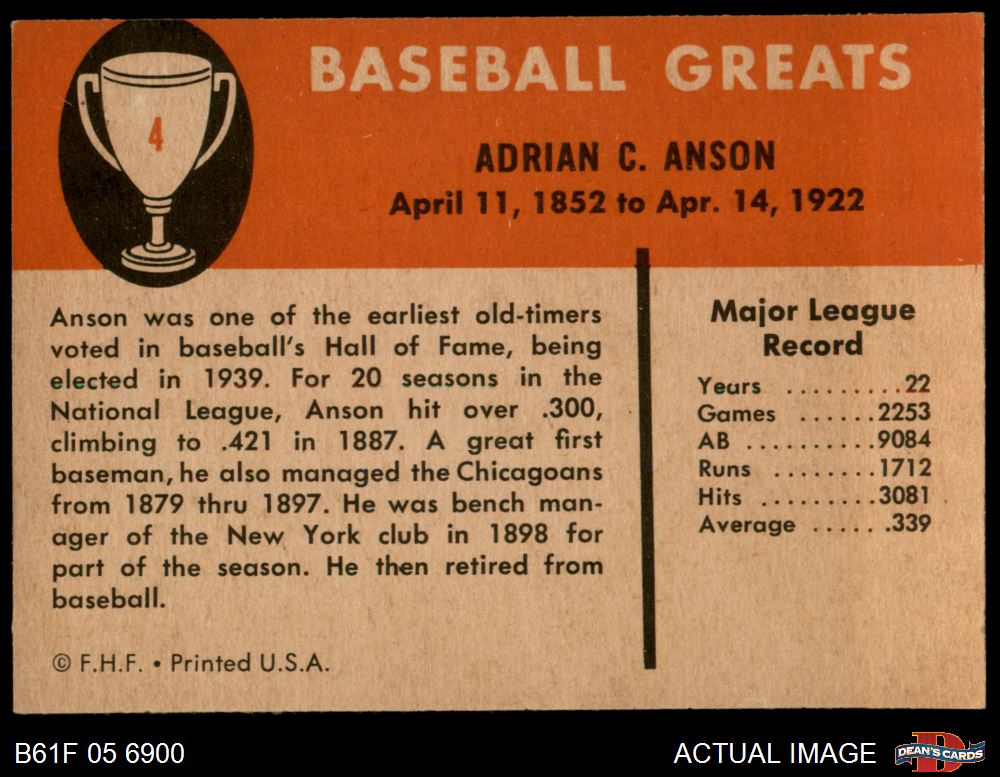 4
BASEBALL GREATS
ADRIAN C. ANSON
April 11, 1852 to Apr. 14, 1922
Anson was one of the earliest old-timers
voted in baseball's Hall of Fame, being
elected in 1939. For 20 seasons in the
National League, Anson hit over .300,
climbing to .421 in 1887. A great first
baseman, he also managed the Chicagoans
from 1879 thru 1897. He was bench man-
ager of the New York club in 1898 for
part of the season. He then retired from
baseball.
© F.H.F. • Printed U.S.A.
Major League
Record
Years .........22
Games ......2253
AB ..........9084
Runs ........1712
Hits .........3081
Average ......339
B61F 05 6900
ACTUAL IMAGE
D
DEAN'S CARDS